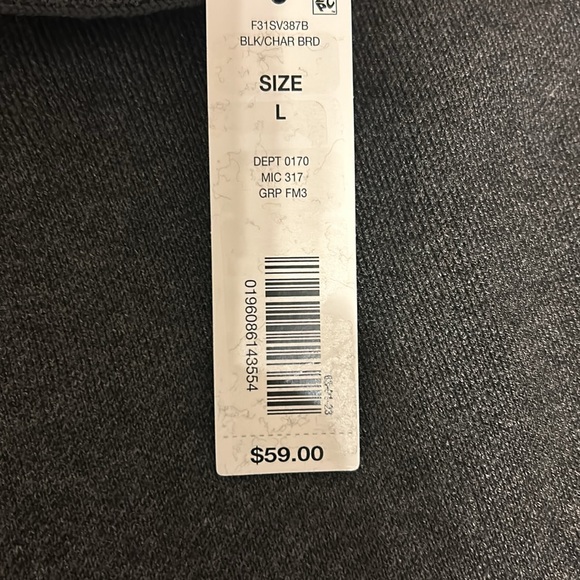 F31SV387B
BLK/CHAR BRD
SIZE
L
DEPT 0170
MIC 317
GRP FM3
0196086143554
$59.00